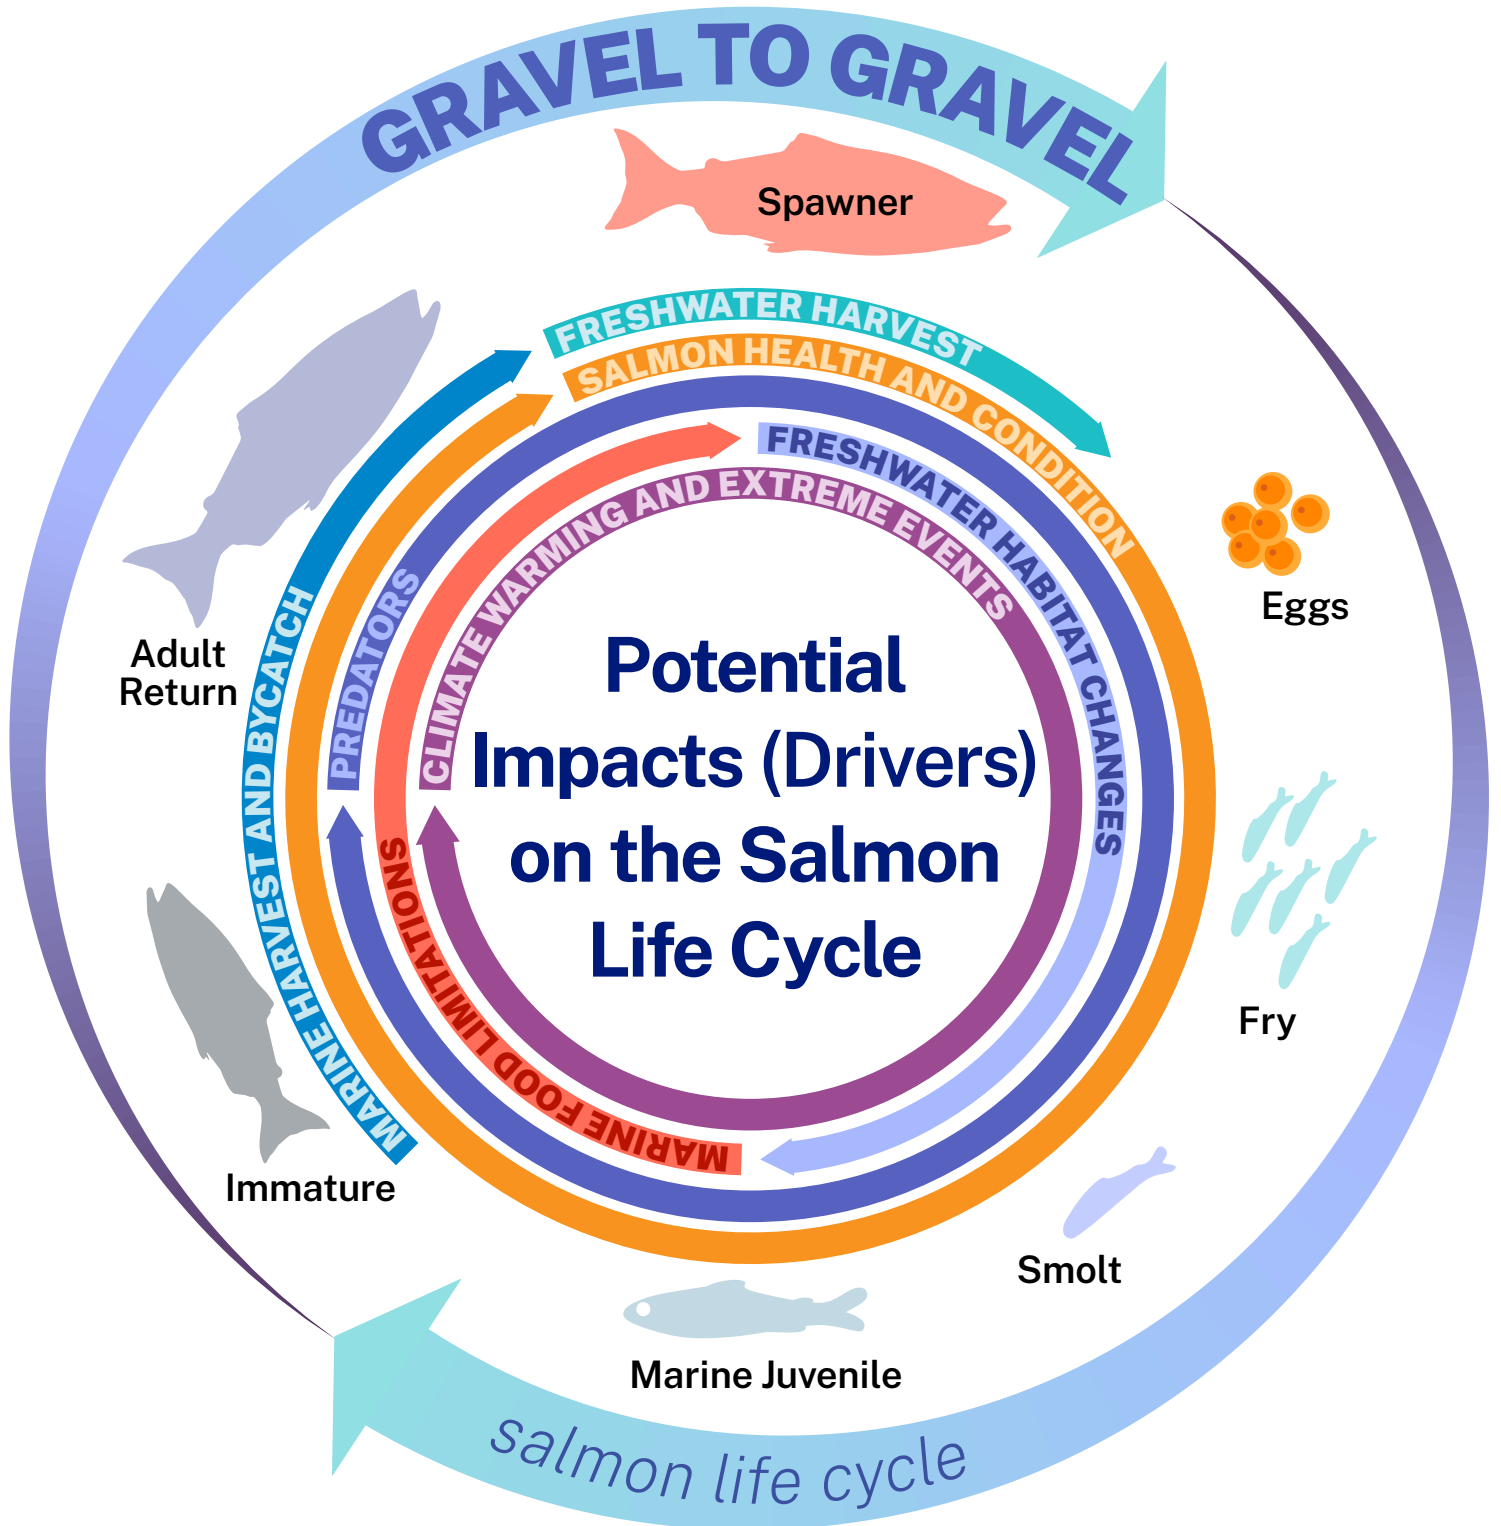 GRAVEL TO GRAVEL
Spawner
FRESHWATER HARVEST
SALMON HEALTH AND CONDITION
FRESHWATER HABITAT CHANGES
CLIMATE WARMING AND EXTREME EVENTS
PREDATORS
MARINE HARVEST AND BYCATCH
MARINE FOOD LIMITATIONS
Potential
Impacts (Drivers)
on the Salmon
Life Cycle
Eggs
Adult
Return
Fry
Immature
Smolt
Marine Juvenile
salmon life cycle